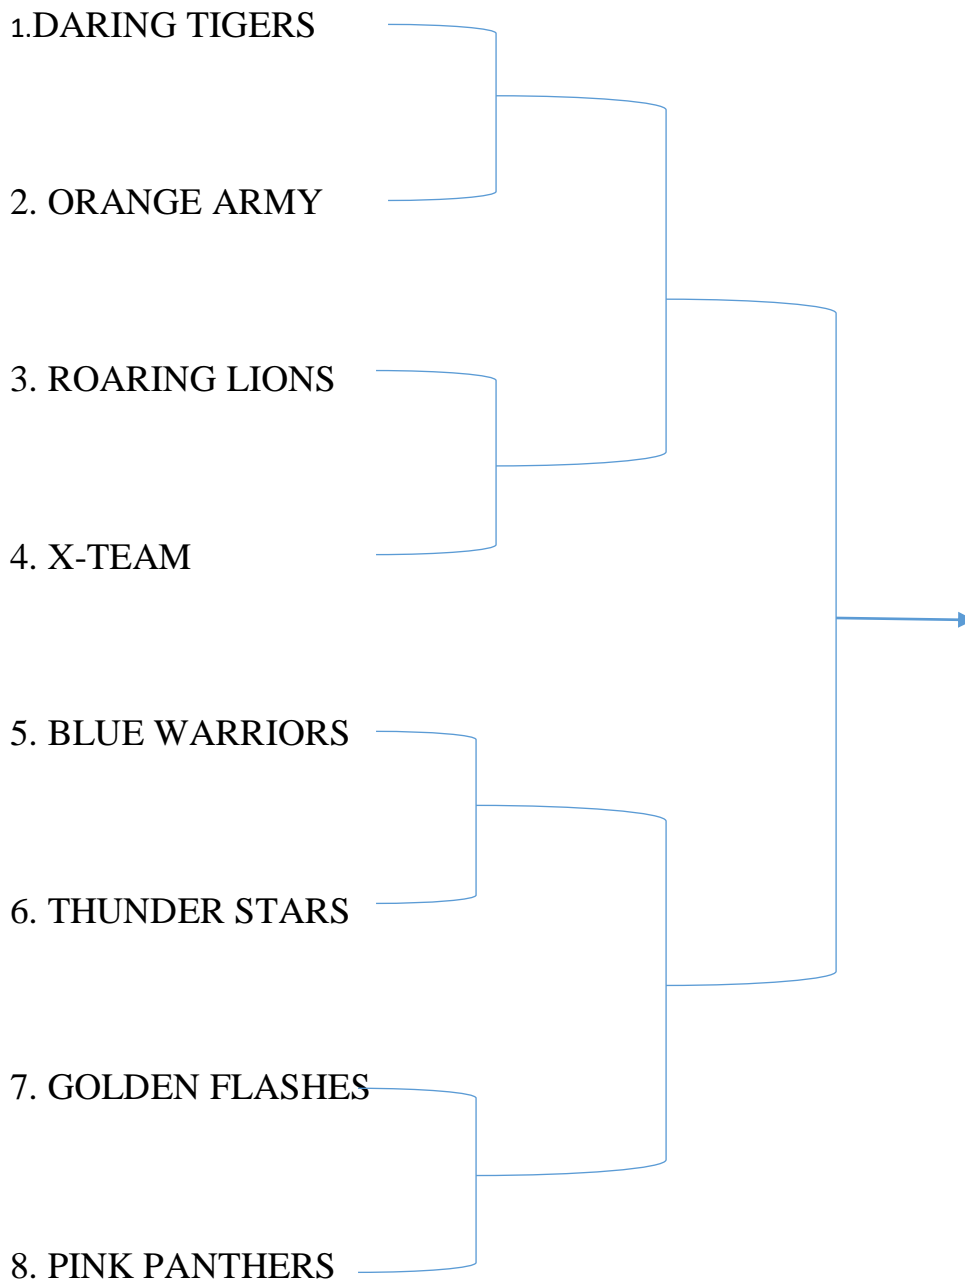 1.DARING TIGERS
2. ORANGE ARMY
3. ROARING LIONS
4. X-TEAM
5. BLUE WARRIORS
6. THUNDER STARS
7. GOLDEN FLASHES
8. PINK PANTHERS